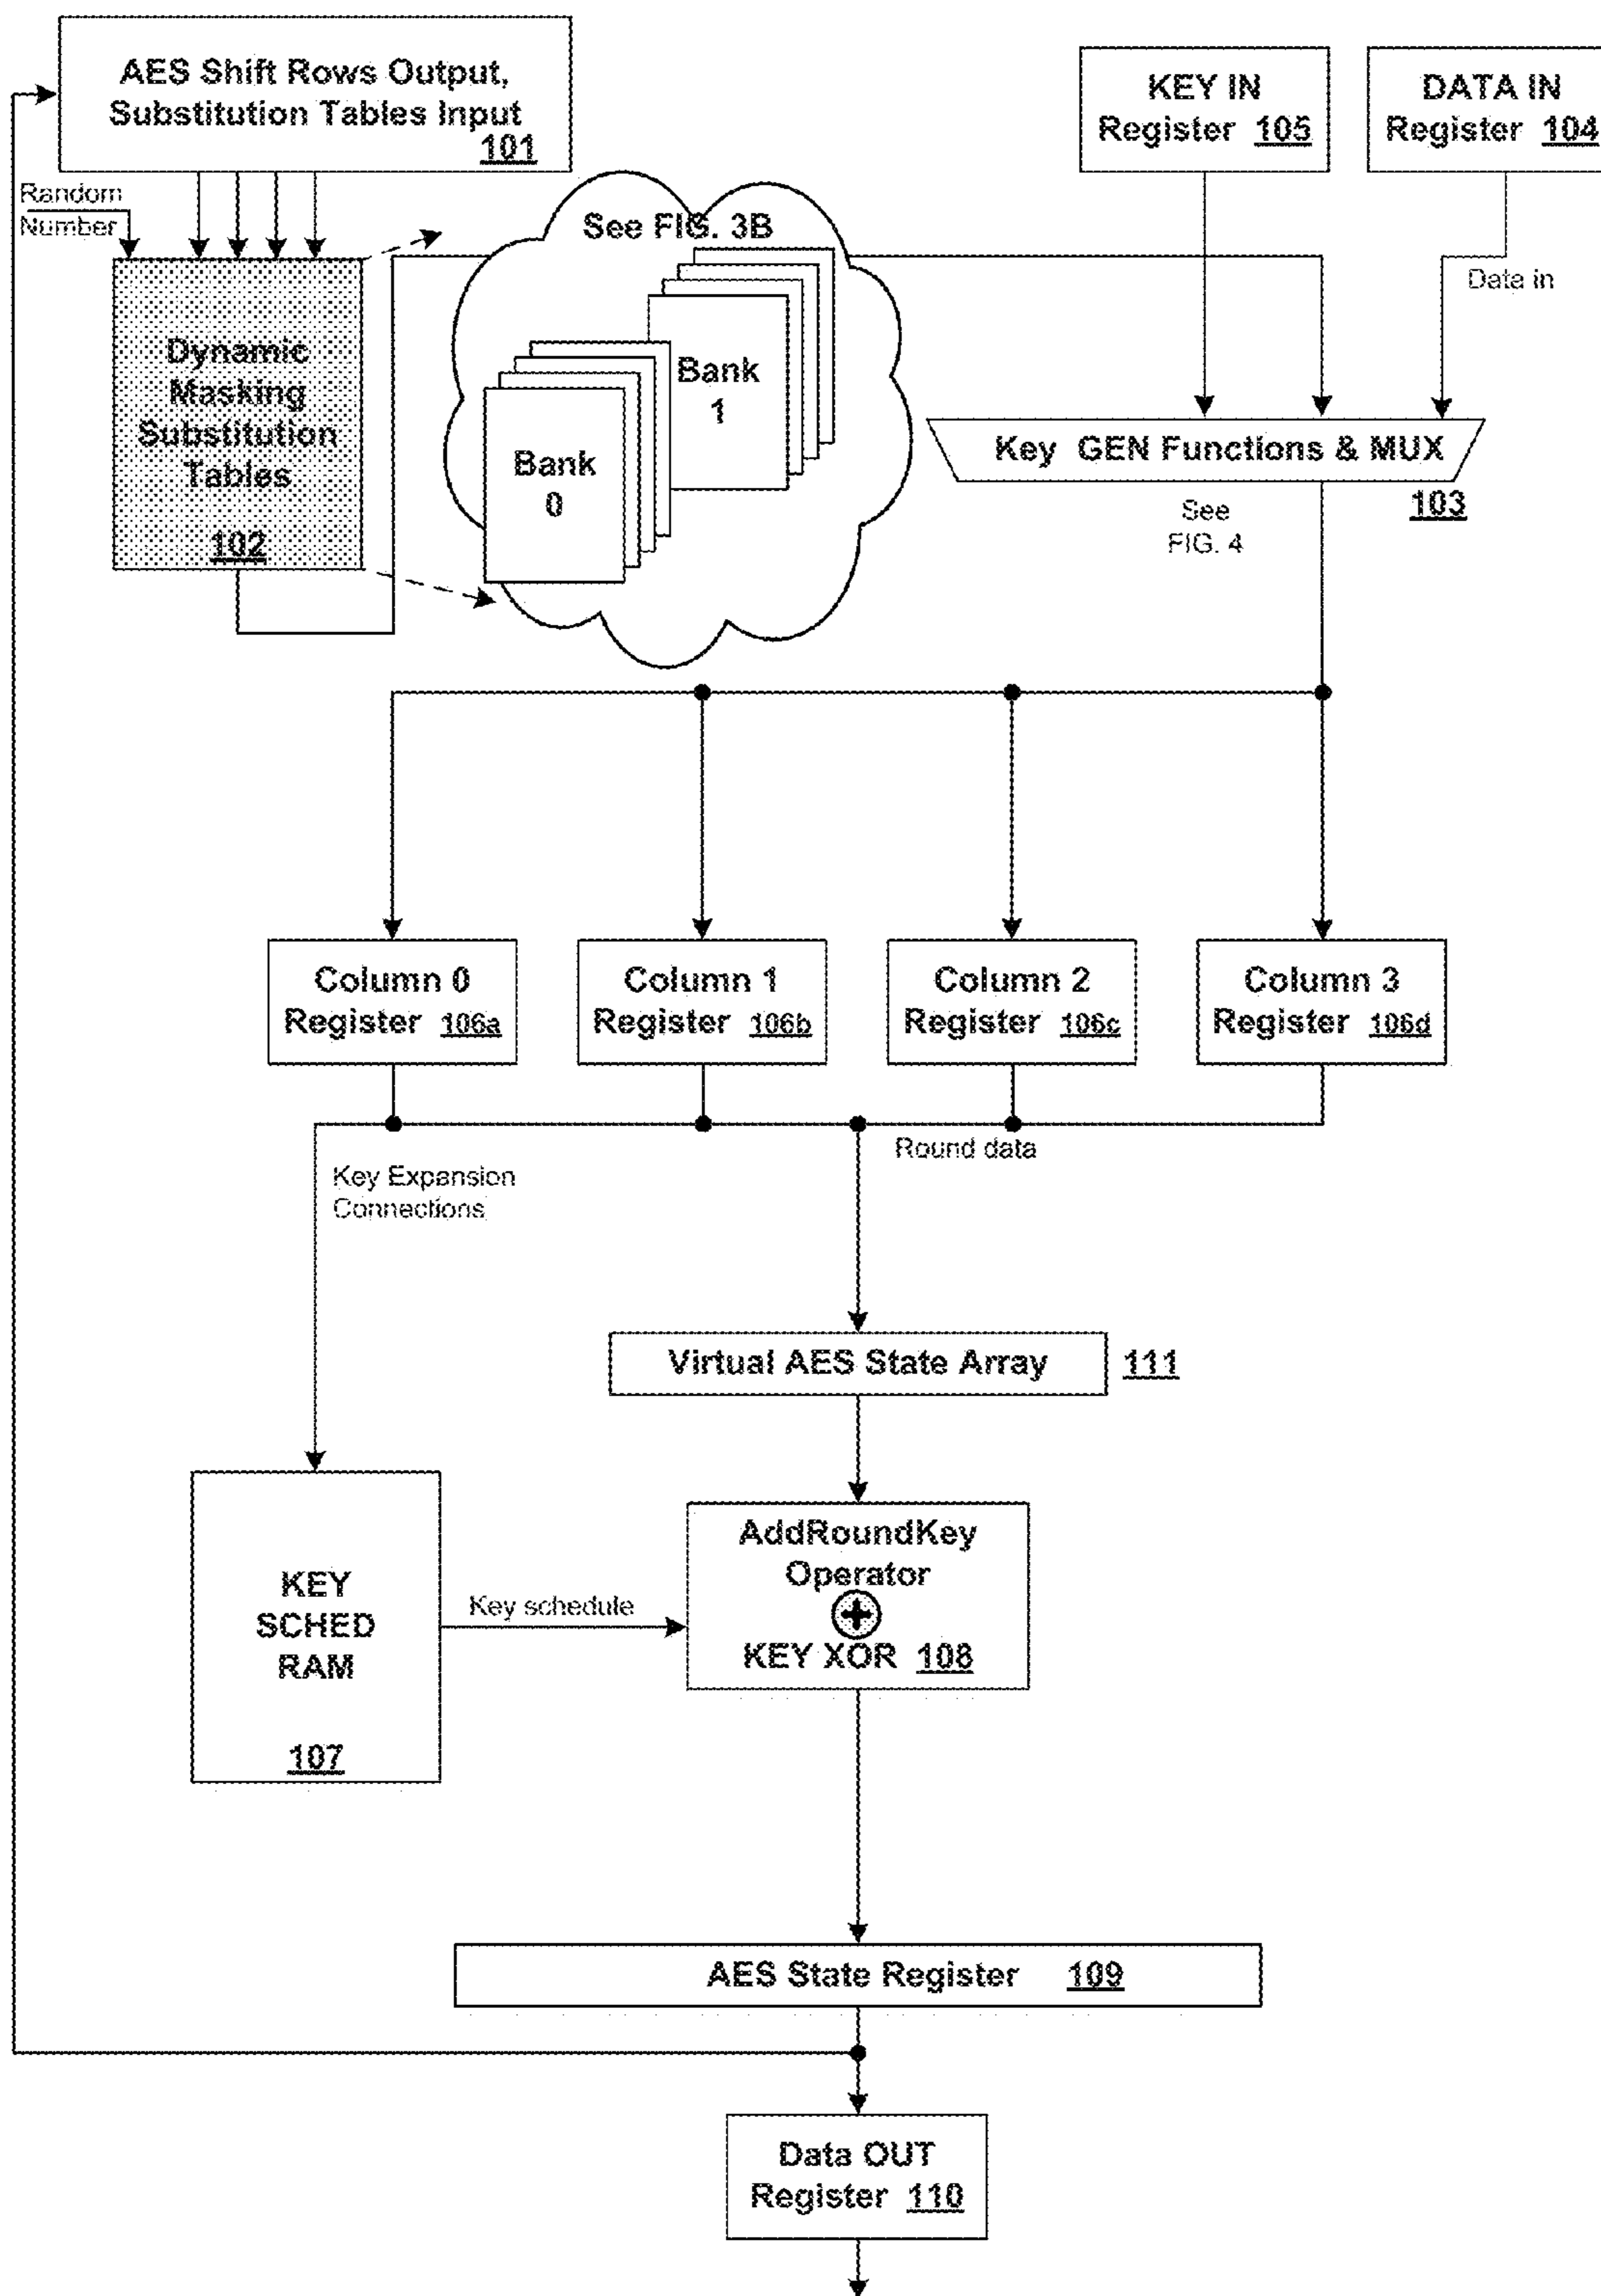 AES Shift Rows Output,
Substitution Tables Input
101
KEY IN
Register 105
DATA IN
Register 104
Random
Number
See FIG. 3B
Data in
Dynamic
Masking
Substitution
Tables
102
Bank
1
Bank
0
Key GEN Functions & MUX
103
See
FIG. 4
Column 0
Register 106a
Column 1
Register 106b
Column 2
Register 106c
Column 3
Register 106d
Round data
Key Expansion
Connections
Virtual AES State Array 111
KEY
SCHED
RAM
107
Key schedule
AddRoundKey
Operator
+
KEY XOR 108
AES State Register 109
Data OUT
Register 110